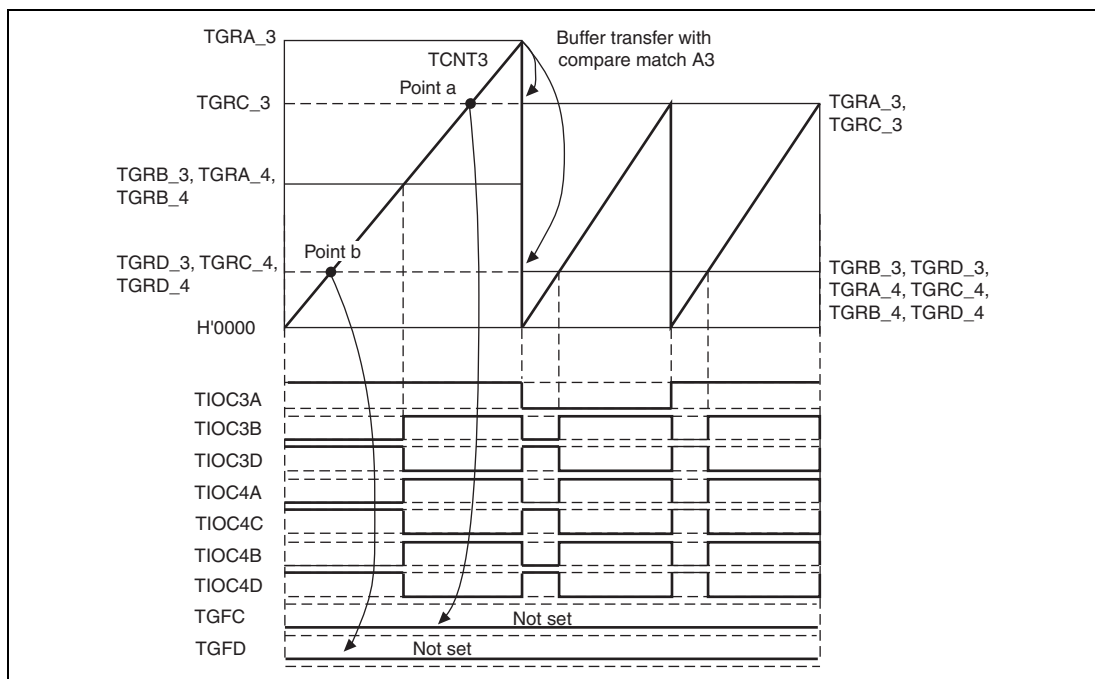 TGRA_3
TCNT3
Buffer transfer with
compare match A3
Point a
TGRC_3
TGRA_3,
TGRC_3
TGRB_3, TGRA_4,
TGRB_4
Point b
TGRD_3, TGRC_4,
TGRD_4
TGRB_3, TGRD_3,
TGRA_4, TGRC_4,
TGRB_4, TGRD_4
H'0000
TIOC3A
TIOC3B
TIOC3D
TIOC4A
TIOC4C
TIOC4B
TIOC4D
TGFC
Not set
TGFD
Not set